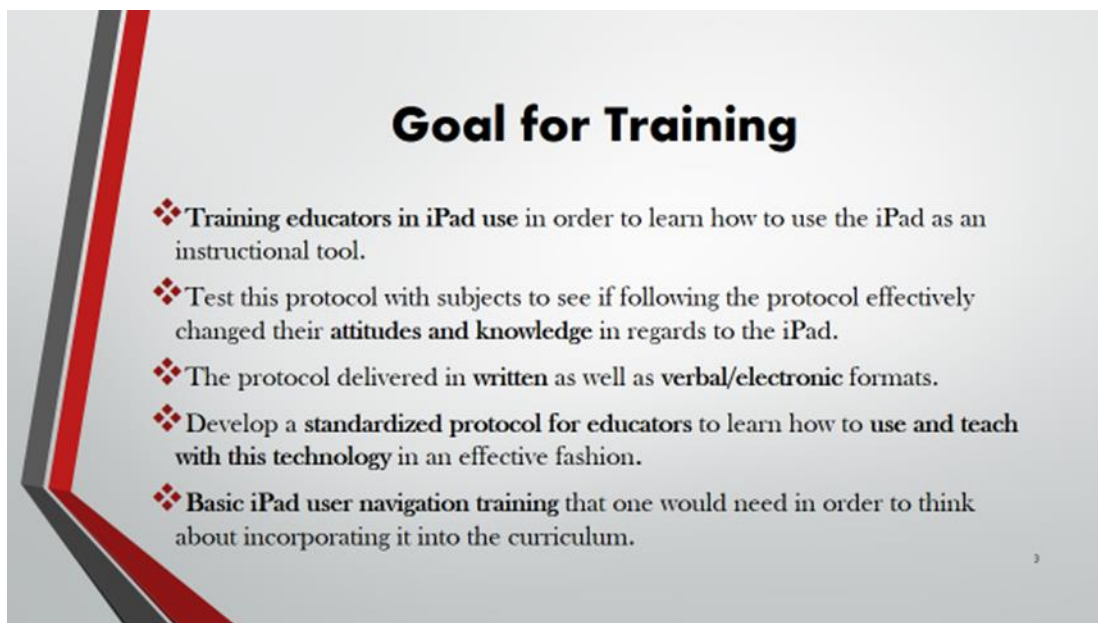 Goal for Training
Training educators in iPad use in order to learn how to use the iPad as an
instructional tool.
Test this protocol with subjects to see if following the protocol effectively
changed their attitudes and knowledge in regards to the iPad.
The protocol delivered in written as well as verbal/electronic formats.
Develop a standardized protocol for educators to learn how to use and teach
with this technology in an effective fashion.
Basic iPad user navigation training that one would need in order to think
about incorporating it into the curriculum.